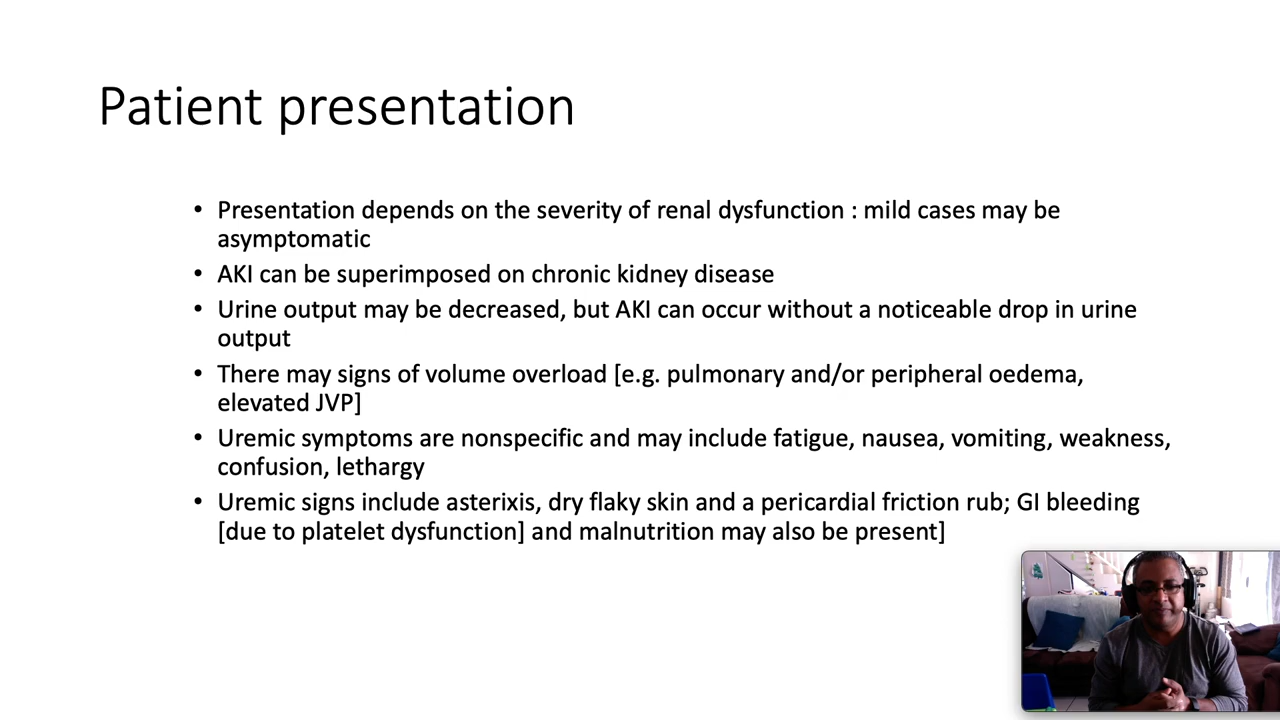 Patient presentation
• Presentation depends on the severity of renal dysfunction : mild cases may be
asymptomatic
• AKI can be superimposed on chronic kidney disease
• Urine output may be decreased, but AKI can occur without a noticeable drop in urine
output
• There may signs of volume overload [e.g. pulmonary and/or peripheral oedema,
elevated JVP]
• Uremic symptoms are nonspecific and may include fatigue, nausea, vomiting, weakness,
confusion, lethargy
• Uremic signs include asterixis, dry flaky skin and a pericardial friction rub; GI bleeding
[due to platelet dysfunction] and malnutrition may also be present]